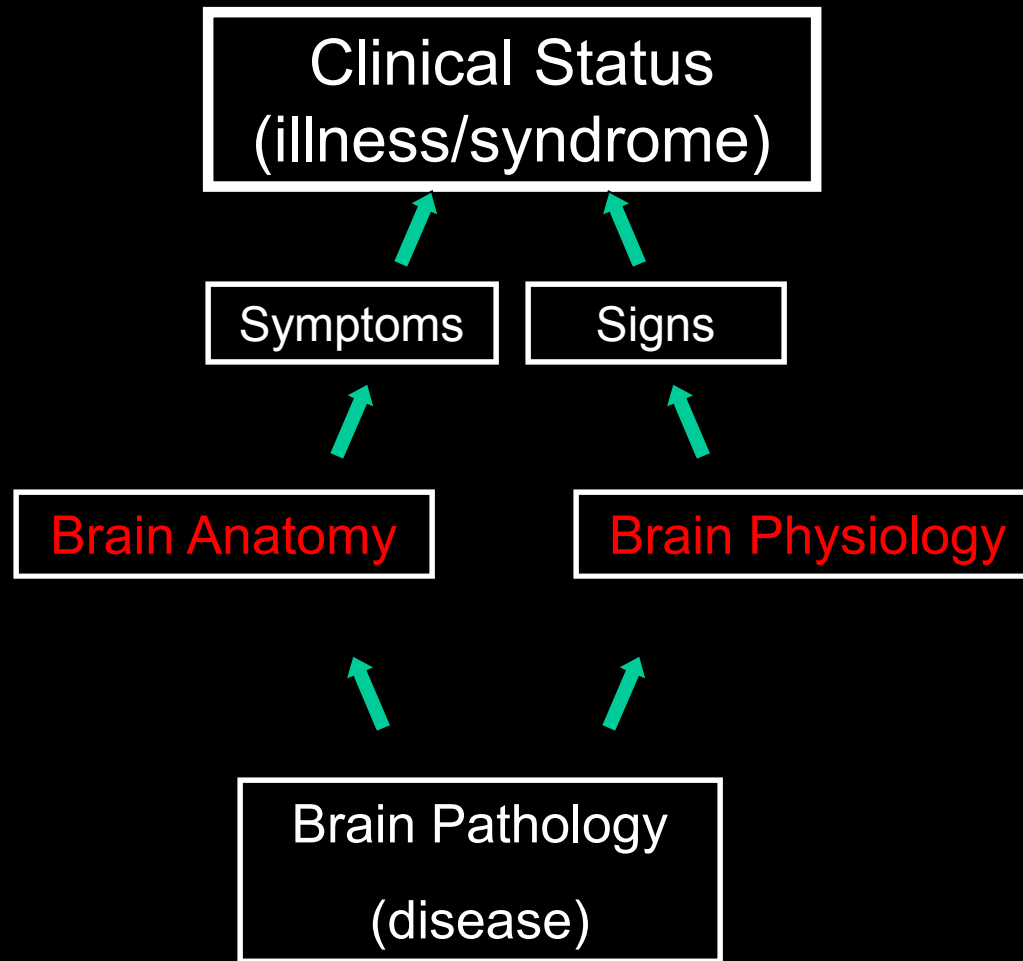 Clinical Status
(illness/syndrome)
Symptoms
Signs
Brain Anatomy
Brain Physiology
Brain Pathology
(disease)